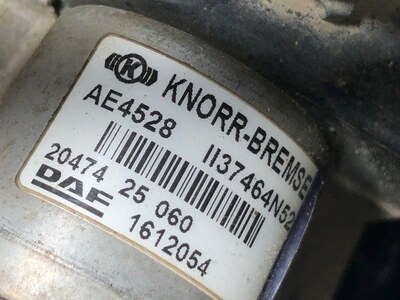 KNORR-BREMSE
AE4528 II37464N52
20474 25 060
DAF 1612054